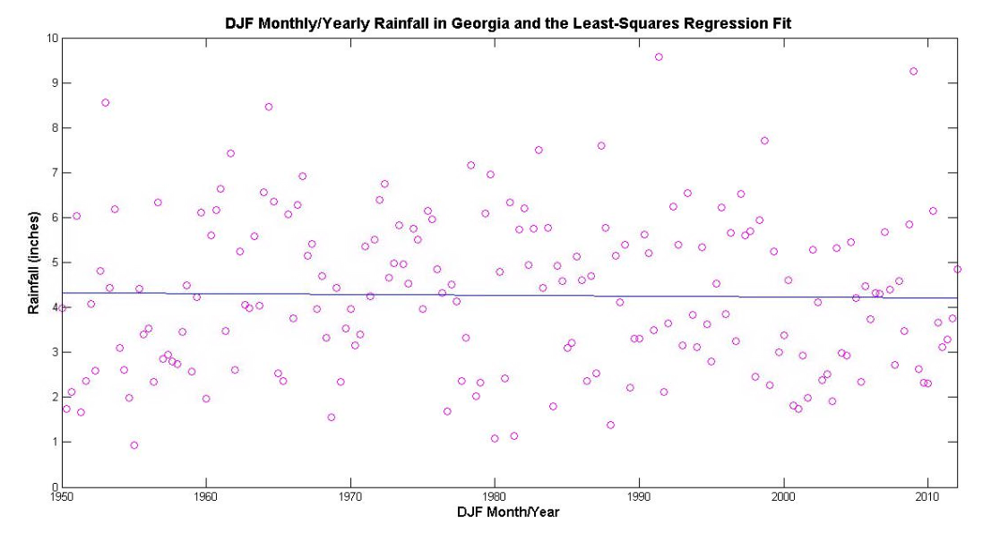 DJF Monthly/Yearly Rainfall in Georgia and the Least-Squares Regression Fit
10
9
8
7
6
5
4
3
2
1
0
Rainfall (inches)
1950 1960 1970 1980 1990 2000 2010
DJF Month/Year